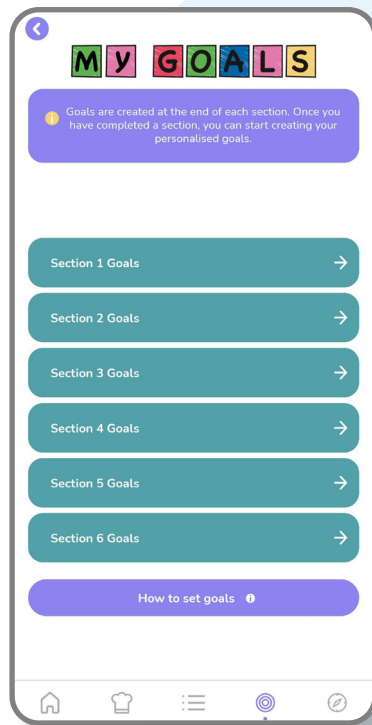 MY GOALS
Goals are created at the end of each section. Once you
have completed a section, you can start creating your
personalised goals.
Section 1 Goals
Section 2 Goals
Section 3 Goals
Section 4 Goals
Section 5 Goals
Section 6 Goals
How to set goals